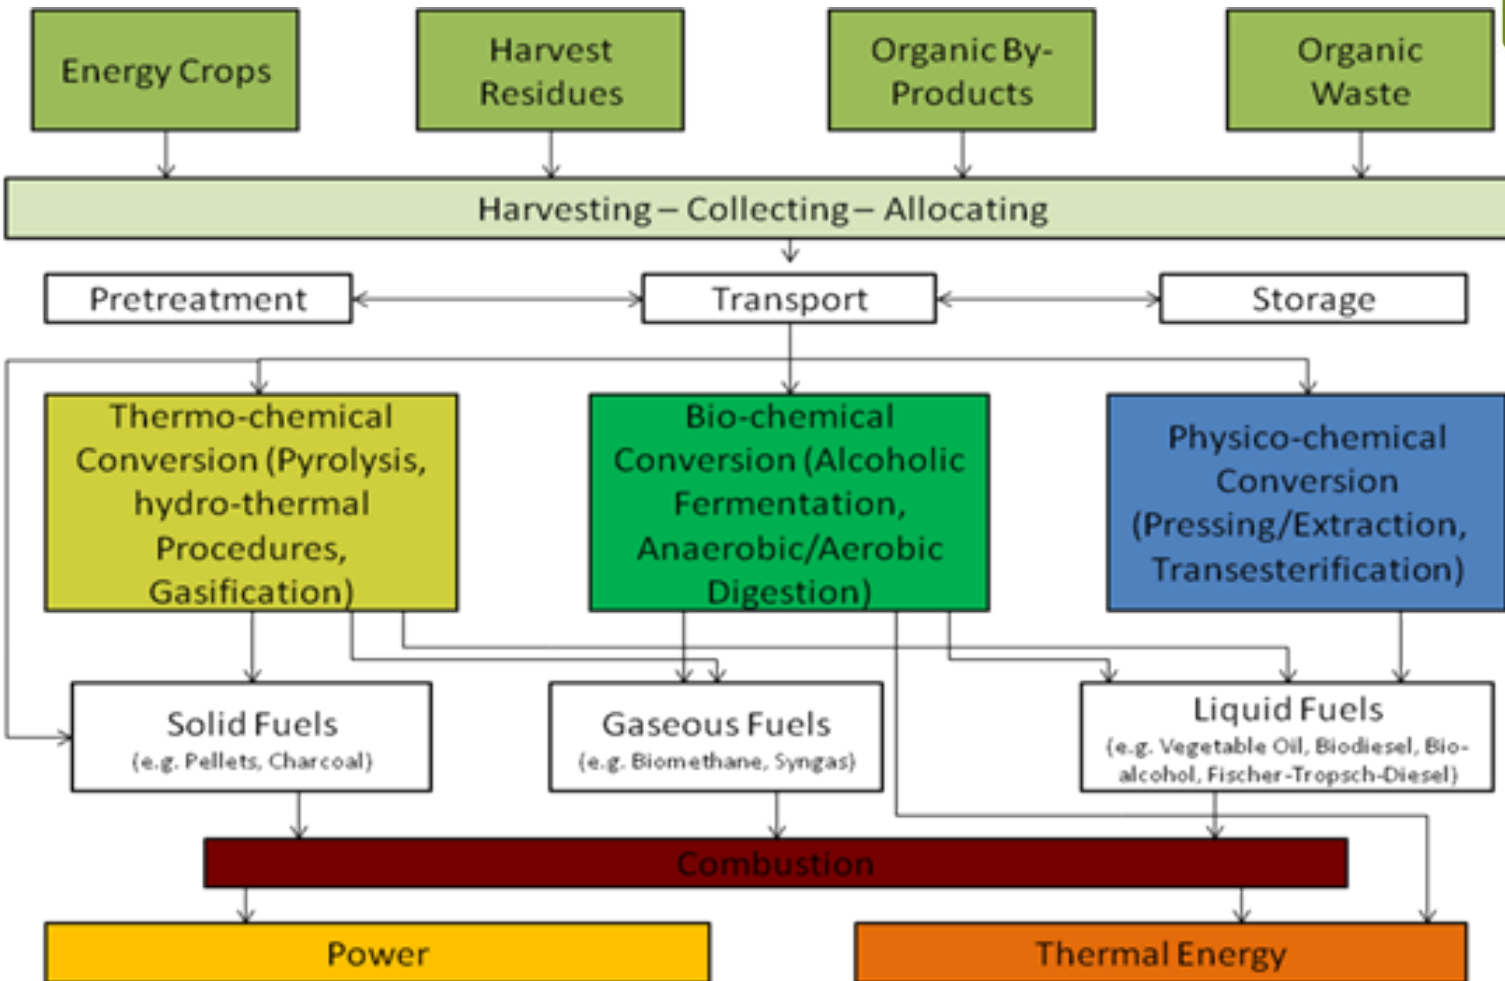 Energy Crops
Harvest
Residues
Organic By-
Products
Organic
Waste
Harvesting – Collecting – Allocating
Pretreatment
Transport
Storage
Thermo-chemical
Conversion (Pyrolysis,
hydro-thermal
Procedures,
Gasification)
Bio-chemical
Conversion (Alcoholic
Fermentation,
Anaerobic/Aerobic
Digestion)
Physico-chemical
Conversion
(Pressing/Extraction,
Transesterification)
Solid Fuels
(e.g. Pellets, Charcoal)
Gaseous Fuels
(e.g. Biomethane, Syngas)
Liquid Fuels
(e.g. Vegetable Oil, Biodiesel, Bio-
alcohol, Fischer-Tropsch-Diesel)
Combustion
Power
Thermal Energy